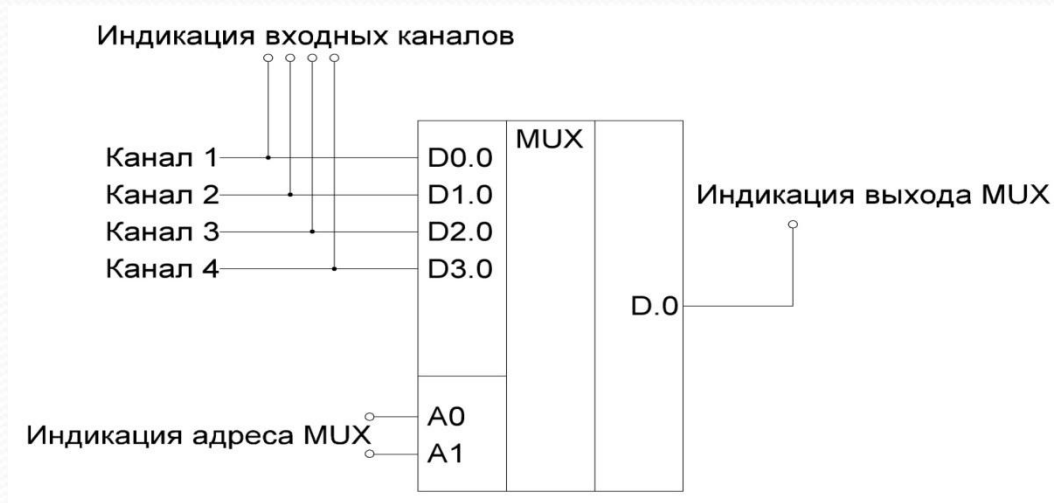 Индикация входных каналов
MUX
Канал 1
D0.0
Канал 2
D1.0
Индикация выхода MUX
Канал 3
D2.0
Канал 4
D3.0
D.0
A0
Индикация адреса MUX
A1